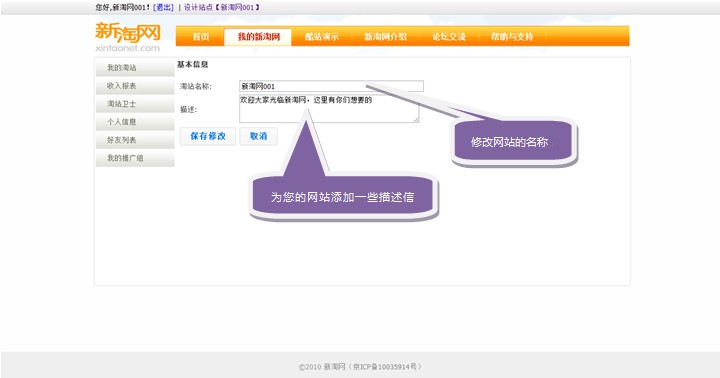 您好,新淘网001! [退出] | 设计站点【新淘网001】
新淘网
xintaonet.com
首页 我的新淘网 酷站演示 新淘网介绍 论坛交流 帮助与支持
我的淘站
收入报表
淘站卫士
个人信息
好友列表
我的推广组
基本信息
淘站名称: 新淘网001
描述: 欢迎大家光临新淘网，这里有你们想要的
保存修改 取消
修改网站的名称
为您的网站添加一些描述信
©2010 新淘网（京ICP备10035914号）